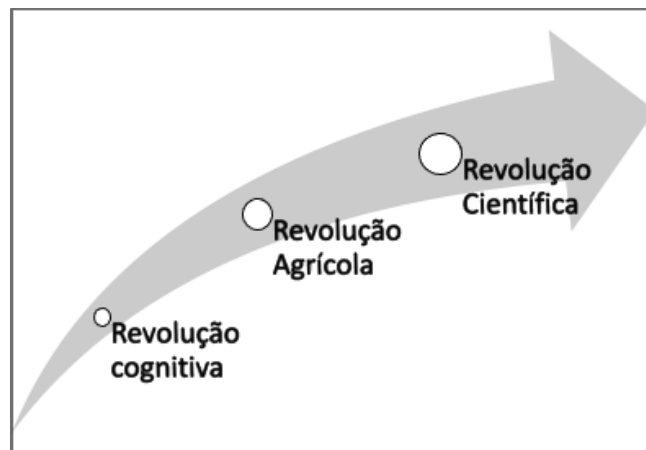 Revolução
Científica
Revolução
Agrícola
Revolução
cognitiva